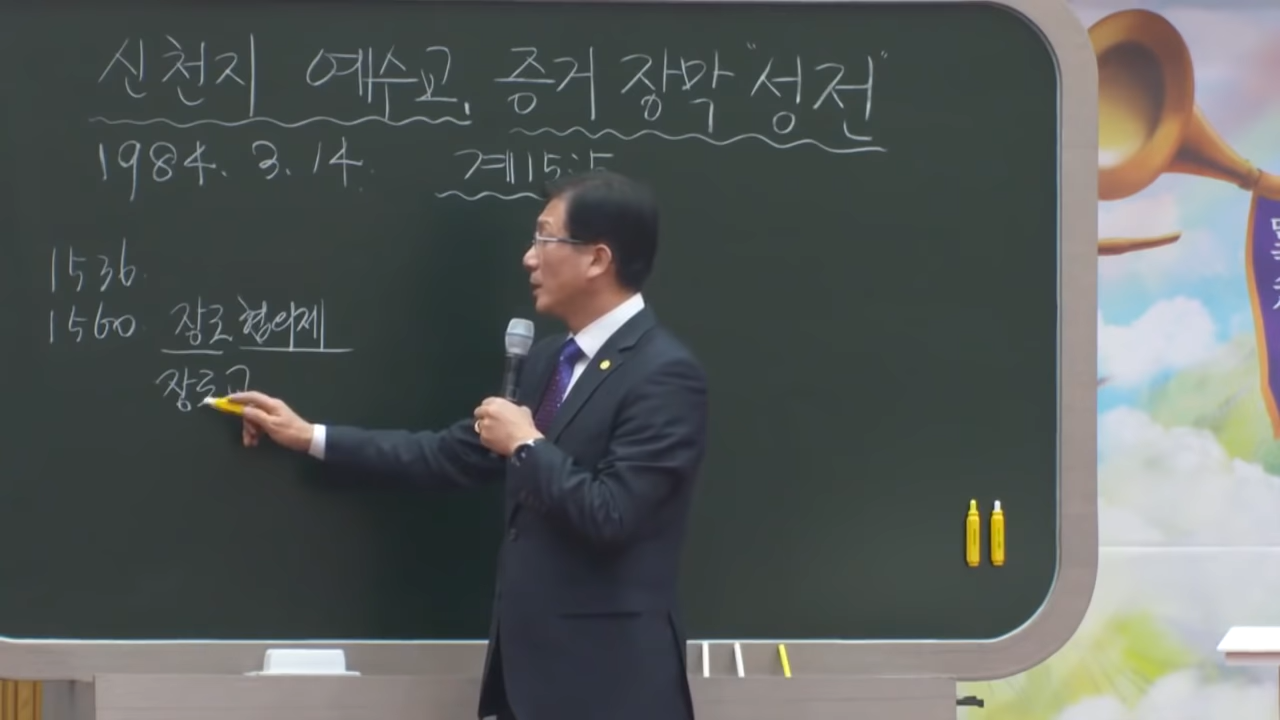 신천지 예수교, 증거 장막 "성전"
1984. 3. 14. 계15:5
1536.
1560. 장로 협의제
장로교